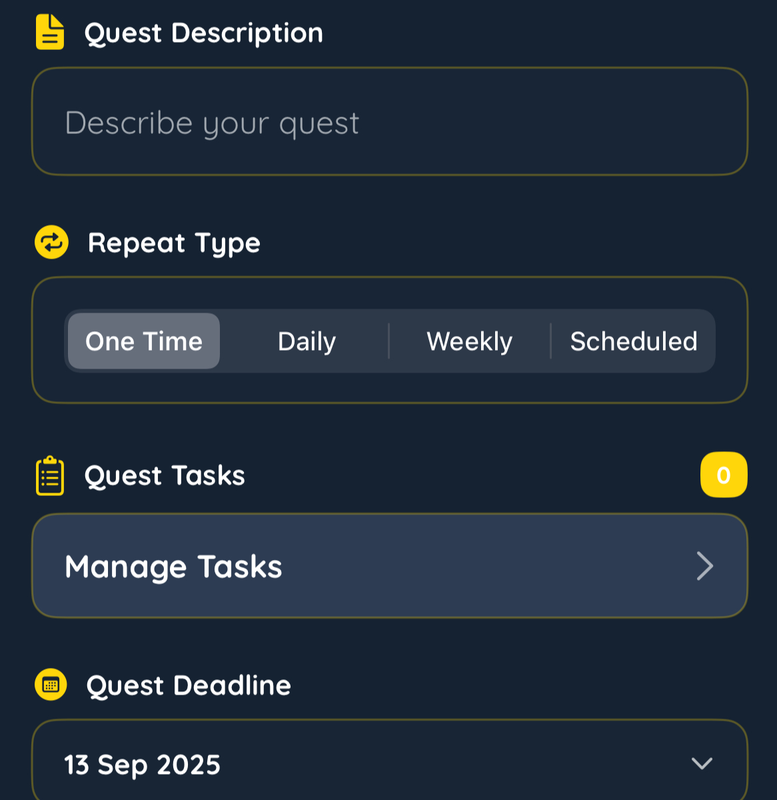 Quest Description
Describe your quest
Repeat Type
One Time Daily Weekly Scheduled
Quest Tasks 0
Manage Tasks
Quest Deadline
13 Sep 2025